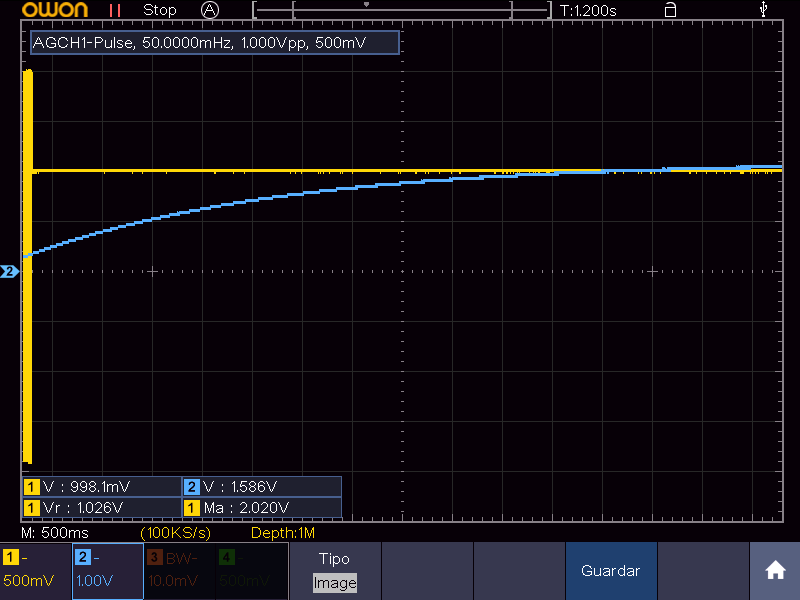 OWON Stop A T:1.200s
AGCH1-Pulse, 50.0000mHz, 1.000Vpp, 500mV
2
1 V : 998.1mV 2 V : 1.586V
1 Vr : 1.026V 1 Ma : 2.020V
M: 500ms (100KS/s) Depth:1M
1 - 2 - 3 BW- 4 -
500mV 1.00V 10.0mV 500mV
Tipo
Image
Guardar